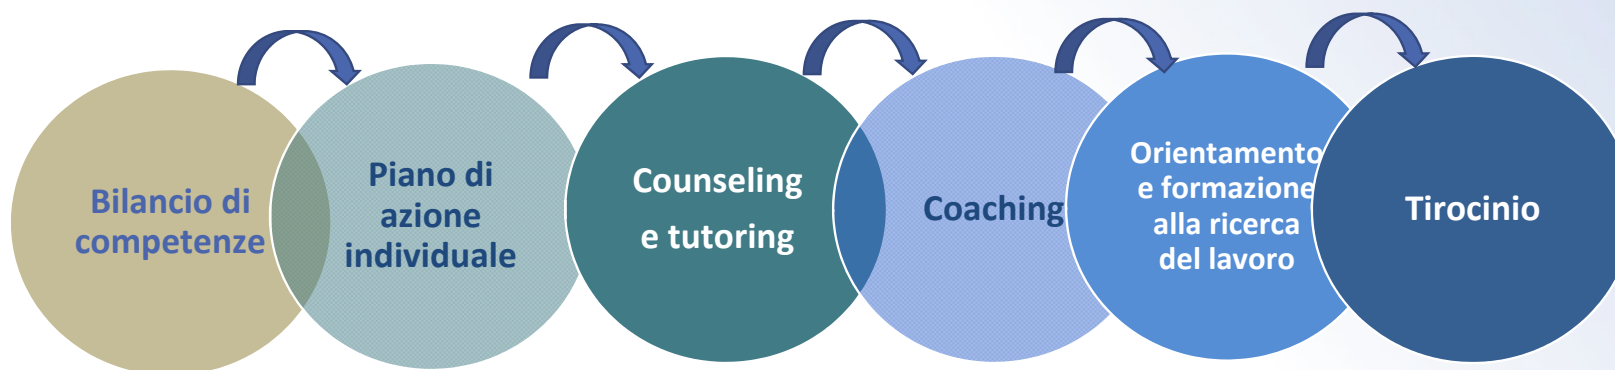 Bilancio di
competenze
Piano di
azione
individuale
Counseling
e tutoring
Coaching
Orientamento
e formazione
alla ricerca
del lavoro
Tirocinio